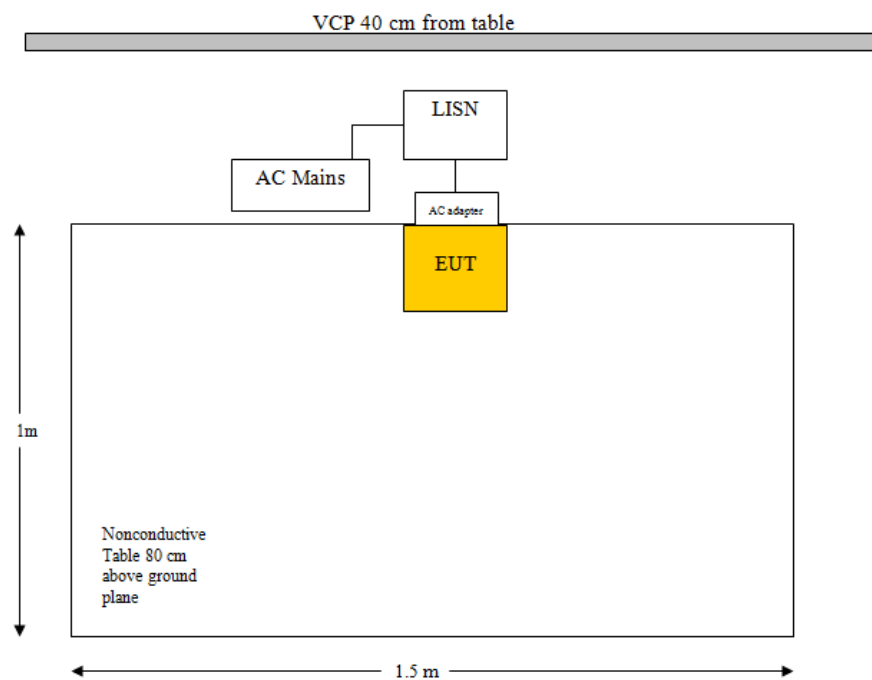 VCP 40 cm from table
LISN
AC Mains
AC adapter
EUT
1m
Nonconductive
Table 80 cm
above ground
plane
1.5 m